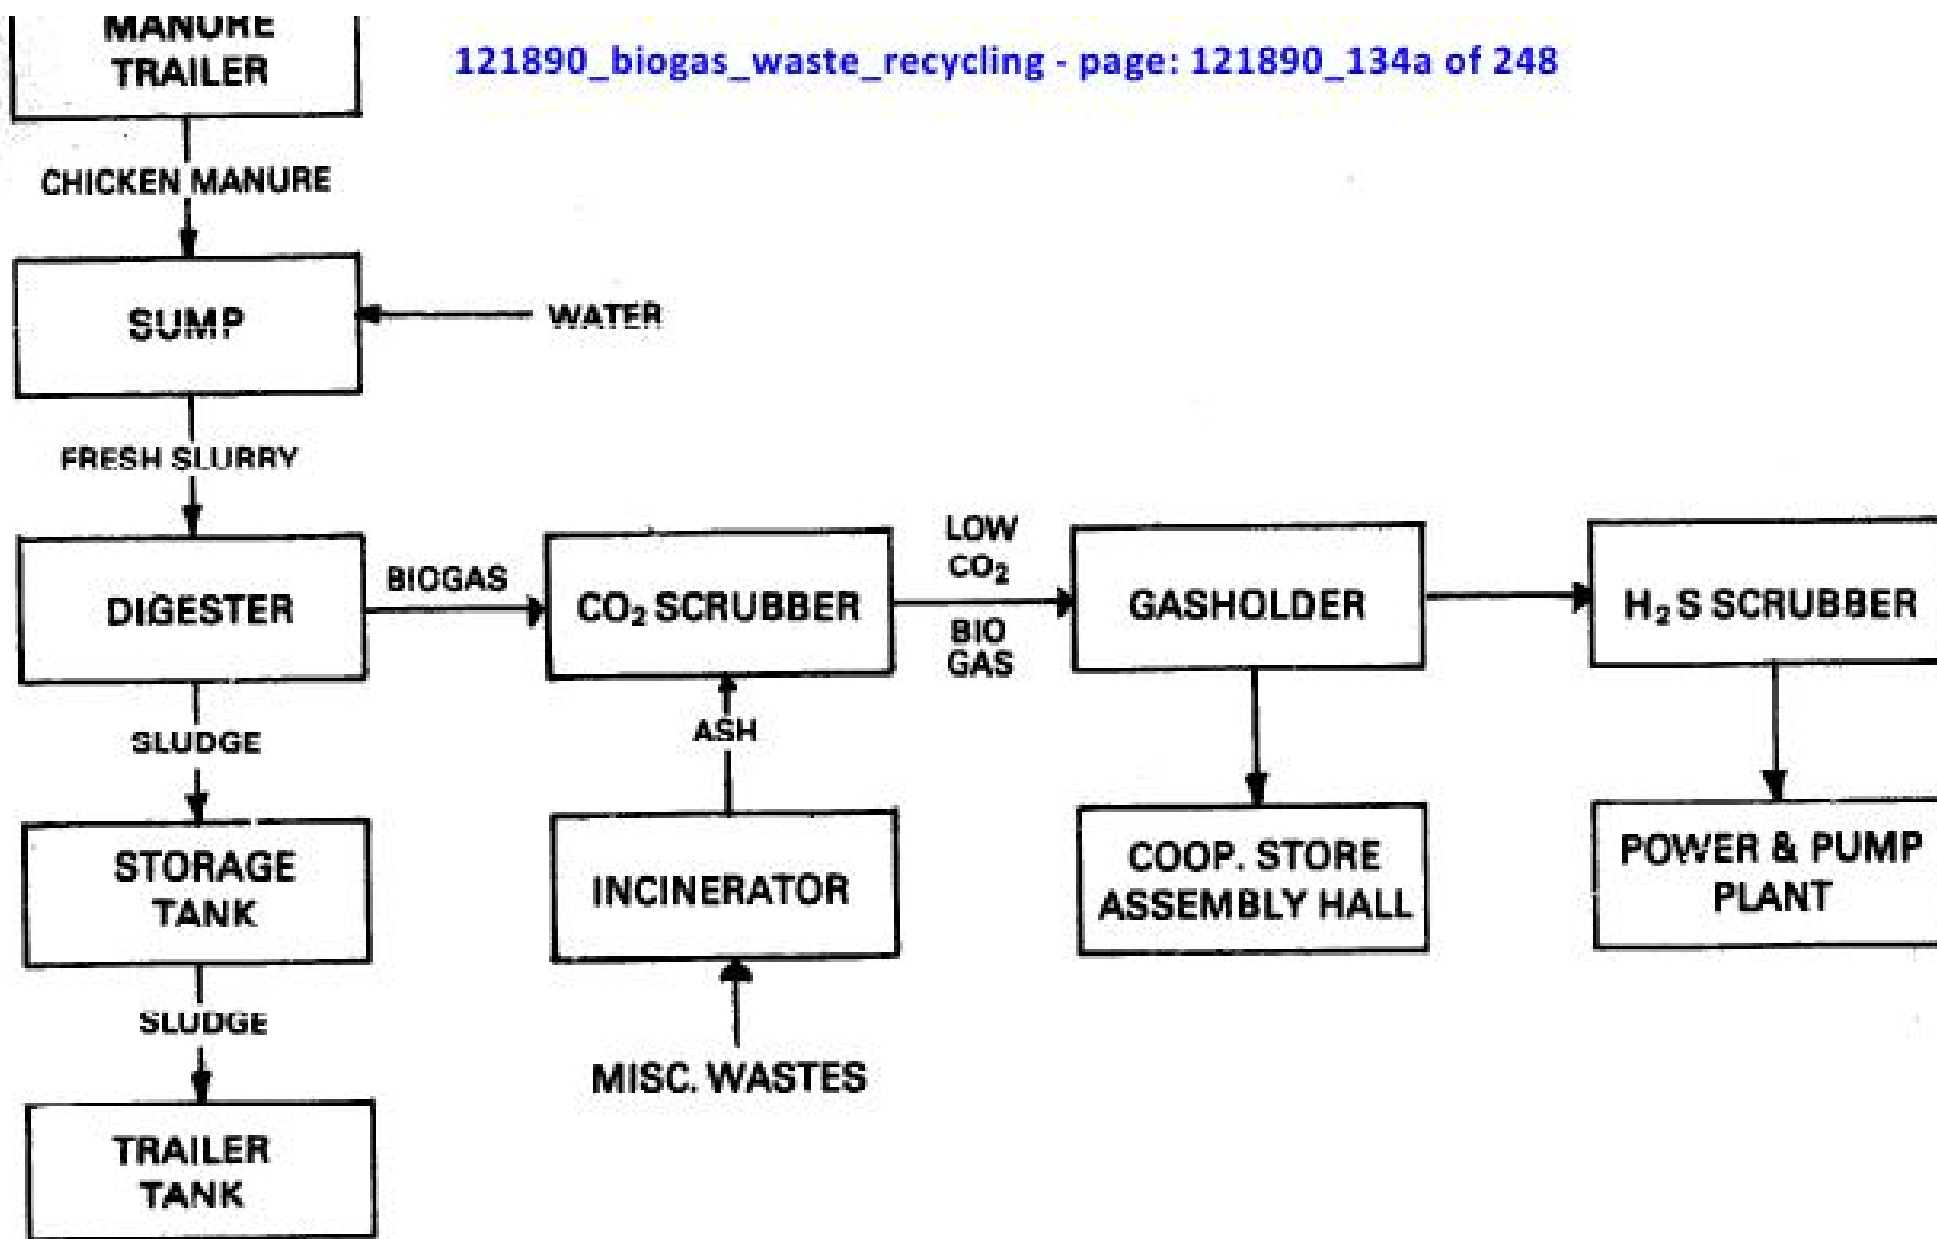 MANURE
TRAILER
121890_biogas_waste_recycling - page: 121890_134a of 248
CHICKEN MANURE
SUMP
WATER
FRESH SLURRY
DIGESTER
BIOGAS
CO₂ SCRUBBER
LOW
CO₂
BIO
GAS
GASHOLDER
H₂S SCRUBBER
SLUDGE
ASH
STORAGE
TANK
INCINERATOR
COOP. STORE
ASSEMBLY HALL
POWER & PUMP
PLANT
SLUDGE
MISC. WASTES
TRAILER
TANK